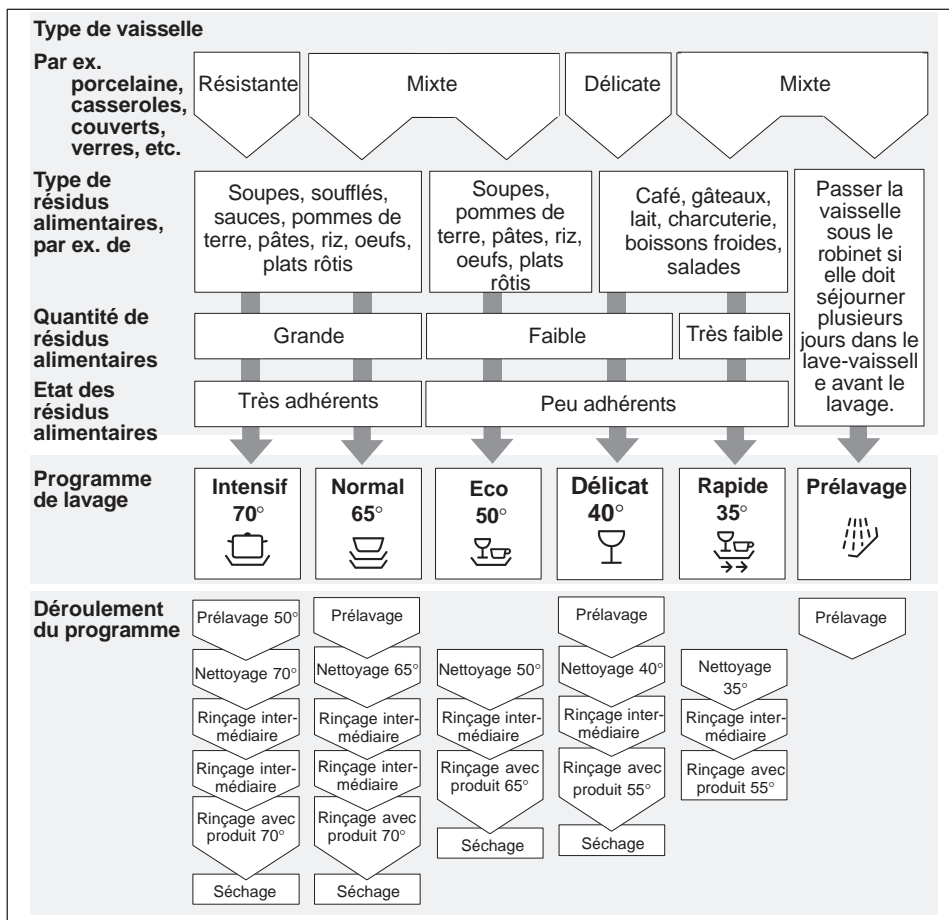 Type de vaisselle
Par ex.
porcelaine,
casseroles,
couverts,
verres, etc.
Résistante
Mixte
Délicate
Mixte
Type de
résidus
alimentaires,
par ex. de
Soupes, soufflés,
sauces, pommes de
terre, pâtes, riz, oeufs,
plats rôtis
Soupes,
pommes de
terre, pâtes, riz,
oeufs, plats
rôtis
Café, gâteaux,
lait, charcuterie,
boissons froides,
salades
Passer la
vaisselle
sous le
robinet si
elle doit
séjourner
plusieurs
jours dans le
lave-vaissell
e avant le
lavage.
Quantité de
résidus
alimentaires
Grande
Faible
Très faible
Etat des
résidus
alimentaires
Très adhérents
Peu adhérents
Programme
de lavage
Intensif
70°
Normal
65°
Eco
50°
Délicat
40°
Rapide
35°
Prélavage
Déroulement
du programme
Prélavage 50°
Nettoyage 70°
Rinçage inter-
médiaire
Rinçage inter-
médiaire
Rinçage avec
produit 70°
Séchage
Prélavage
Nettoyage 65°
Rinçage inter-
médiaire
Rinçage inter-
médiaire
Rinçage avec
produit 70°
Séchage
Nettoyage 50°
Rinçage inter-
médiaire
Rinçage avec
produit 65°
Séchage
Prélavage
Nettoyage 40°
Rinçage inter-
médiaire
Rinçage avec
produit 55°
Séchage
Nettoyage
35°
Rinçage inter-
médiaire
Rinçage avec
produit 55°
Prélavage